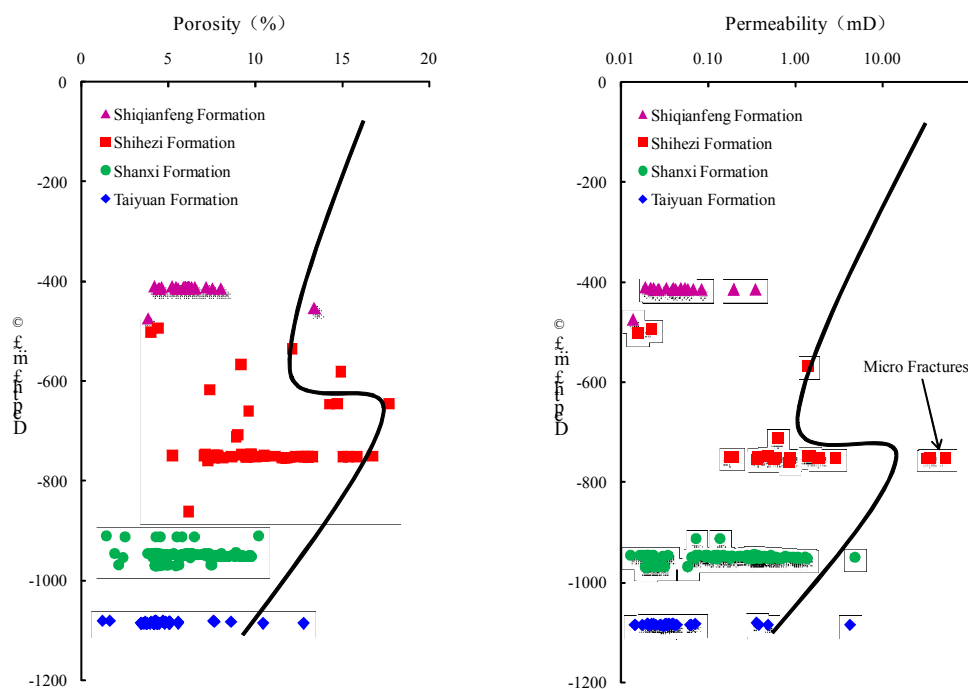 Porosity（%）
0 5 10 15 20
0
-200
-400
-600
-800
-1000
-1200
Depth£¨m£©
Shiqianfeng Formation
Shihezi Formation
Shanxi Formation
Taiyuan Formation
Permeability（mD）
0.01 0.10 1.00 10.00
0
-200
-400
-600
-800
-1000
-1200
Depth£¨m£©
Shiqianfeng Formation
Shihezi Formation
Shanxi Formation
Taiyuan Formation
Micro Fractures